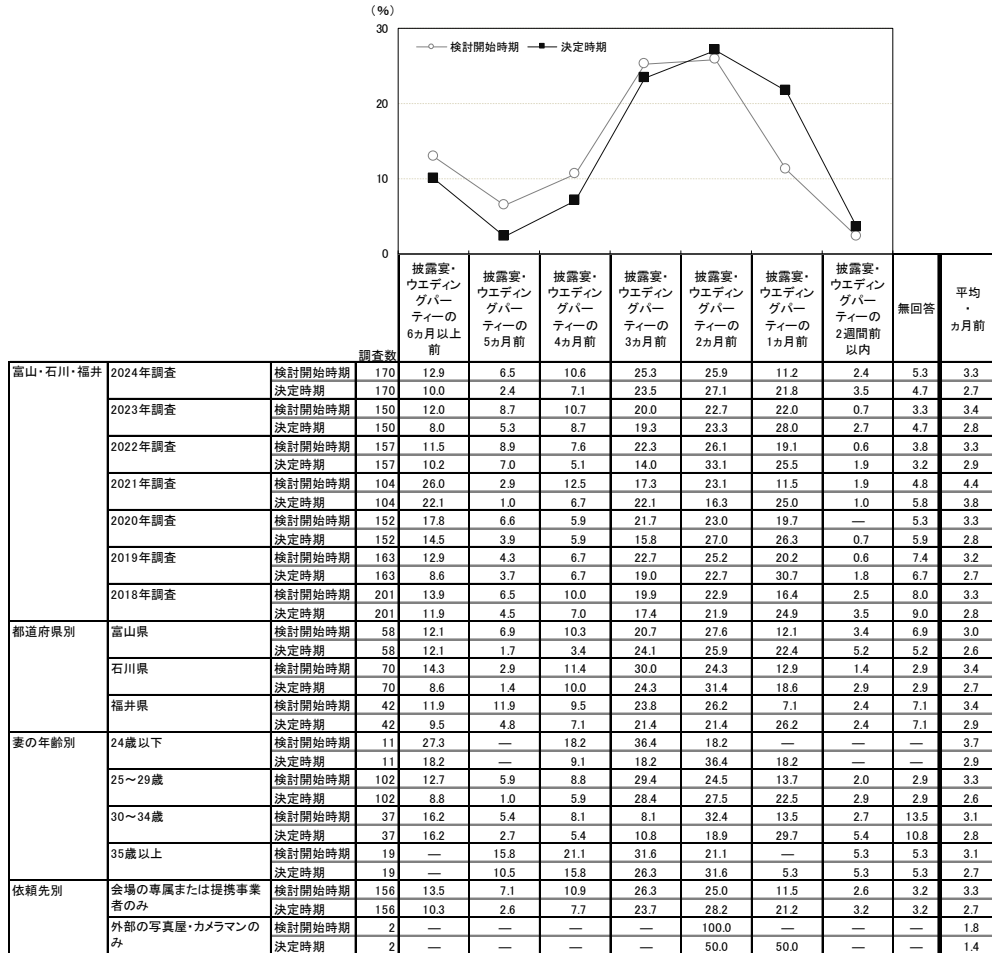 （%）
30
20
10
0
検討開始時期 決定時期
調査数
披露宴・ウエディングパーティーの6ヵ月以上前
披露宴・ウエディングパーティーの5ヵ月前
披露宴・ウエディングパーティーの4ヵ月前
披露宴・ウエディングパーティーの3ヵ月前
披露宴・ウエディングパーティーの2ヵ月前
披露宴・ウエディングパーティーの1ヵ月前
披露宴・ウエディングパーティーの2週間前以内
無回答
平均・ヵ月前
富山・石川・福井 2024年調査 検討開始時期 170 12.9 6.5 10.6 25.3 25.9 11.2 2.4 5.3 3.3
決定時期 170 10.0 2.4 7.1 23.5 27.1 21.8 3.5 4.7 2.7
2023年調査 検討開始時期 150 12.0 8.7 10.7 20.0 22.7 22.0 0.7 3.3 3.4
決定時期 150 8.0 5.3 8.7 19.3 23.3 28.0 2.7 4.7 2.8
2022年調査 検討開始時期 157 11.5 8.9 7.6 22.3 26.1 19.1 0.6 3.8 3.3
決定時期 157 10.2 7.0 5.1 14.0 33.1 25.5 1.9 3.2 2.9
2021年調査 検討開始時期 104 26.0 2.9 12.5 17.3 23.1 11.5 1.9 4.8 4.4
決定時期 104 22.1 1.0 6.7 22.1 16.3 25.0 1.0 5.8 3.8
2020年調査 検討開始時期 152 17.8 6.6 5.9 21.7 23.0 19.7 — 5.3 3.3
決定時期 152 14.5 3.9 5.9 15.8 27.0 26.3 0.7 5.9 2.8
2019年調査 検討開始時期 163 12.9 4.3 6.7 22.7 25.2 20.2 0.6 7.4 3.2
決定時期 163 8.6 3.7 6.7 19.0 22.7 30.7 1.8 6.7 2.7
2018年調査 検討開始時期 201 13.9 6.5 10.0 19.9 22.9 16.4 2.5 8.0 3.3
決定時期 201 11.9 4.5 7.0 17.4 21.9 24.9 3.5 9.0 2.8
都道府県別 富山県 検討開始時期 58 12.1 6.9 10.3 20.7 27.6 12.1 3.4 6.9 3.0
決定時期 58 12.1 1.7 3.4 24.1 25.9 22.4 5.2 5.2 2.6
石川県 検討開始時期 70 14.3 2.9 11.4 30.0 24.3 12.9 1.4 2.9 3.4
決定時期 70 8.6 1.4 10.0 24.3 31.4 18.6 2.9 2.9 2.7
福井県 検討開始時期 42 11.9 11.9 9.5 23.8 26.2 7.1 2.4 7.1 3.4
決定時期 42 9.5 4.8 7.1 21.4 21.4 26.2 2.4 7.1 2.9
妻の年齢別 24歳以下 検討開始時期 11 27.3 — 18.2 36.4 18.2 — — — 3.7
決定時期 11 18.2 — 9.1 18.2 36.4 18.2 — — 2.9
25～29歳 検討開始時期 102 12.7 5.9 8.8 29.4 24.5 13.7 2.0 2.9 3.3
決定時期 102 8.8 1.0 5.9 28.4 27.5 22.5 2.9 2.9 2.6
30～34歳 検討開始時期 37 16.2 5.4 8.1 8.1 32.4 13.5 2.7 13.5 3.1
決定時期 37 16.2 2.7 5.4 10.8 18.9 29.7 5.4 10.8 2.8
35歳以上 検討開始時期 19 — 15.8 21.1 31.6 21.1 — 5.3 5.3 3.1
決定時期 19 — 10.5 15.8 26.3 31.6 5.3 5.3 5.3 2.7
依頼先別 会場の専属または提携事業者のみ 検討開始時期 156 13.5 7.1 10.9 26.3 25.0 11.5 2.6 3.2 3.3
決定時期 156 10.3 2.6 7.7 23.7 28.2 21.2 3.2 3.2 2.7
外部の写真屋・カメラマンのみ 検討開始時期 2 — — — — 100.0 — — — 1.8
決定時期 2 — — — — 50.0 50.0 — — 1.4